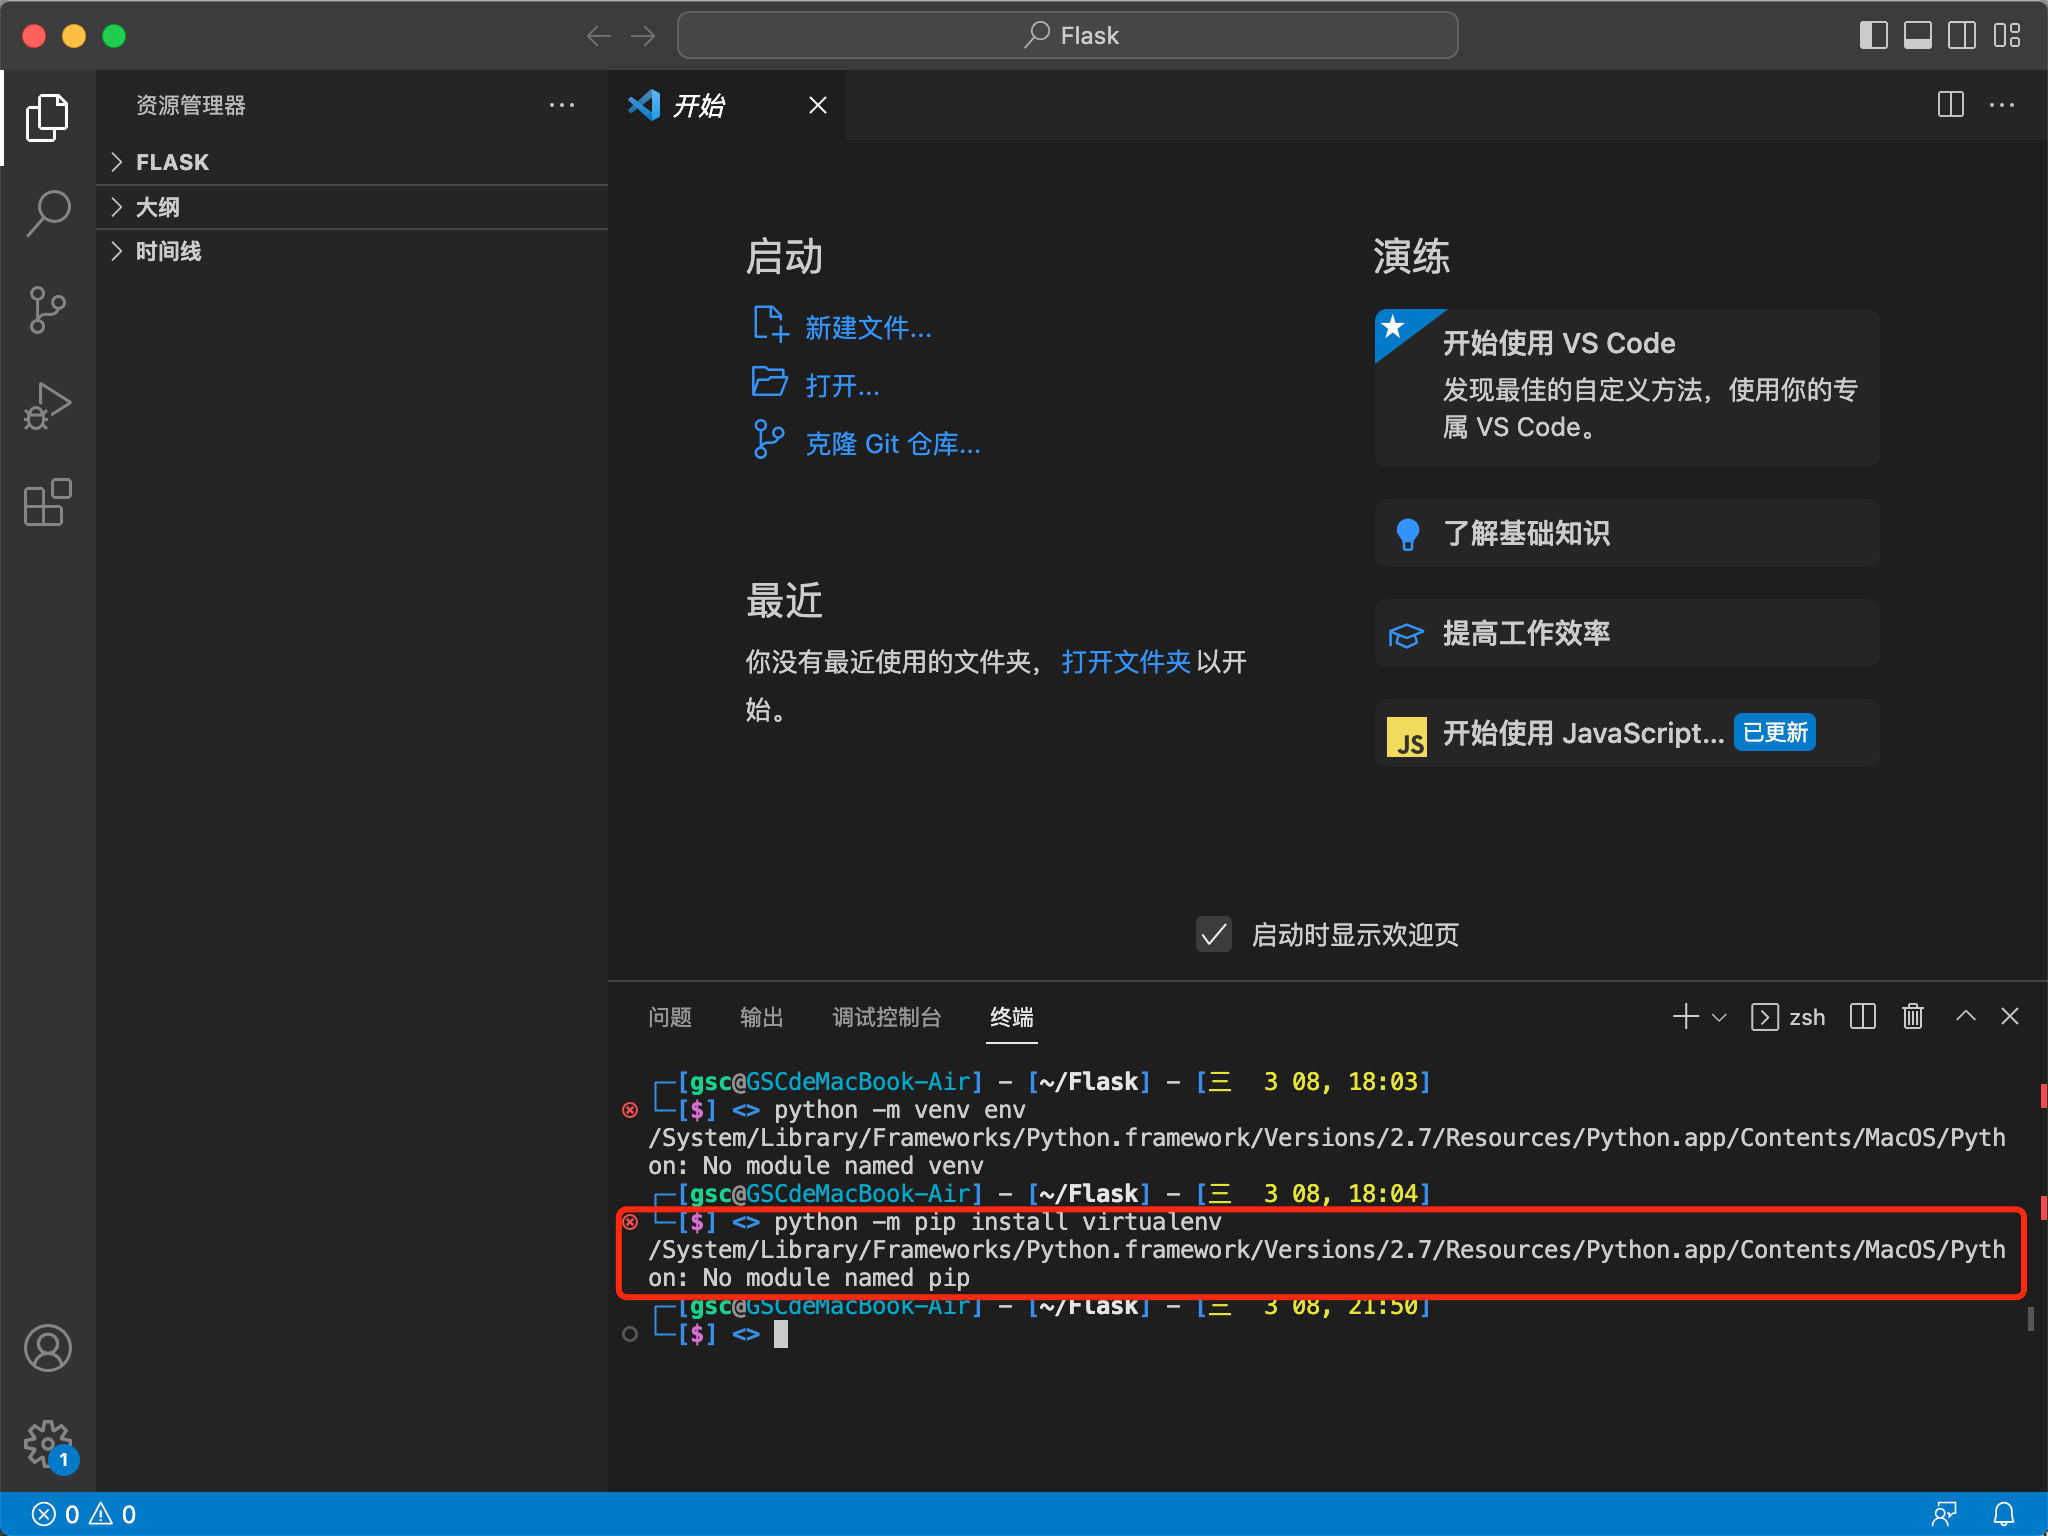 Flask
资源管理器
FLASK
大纲
时间线
开始
启动
新建文件...
打开...
克隆 Git 仓库...
最近
你没有最近使用的文件夹，打开文件夹以开
始。
演练
开始使用 VS Code
发现最佳的自定义方法，使用你的专
属 VS Code。
了解基础知识
提高工作效率
JS 开始使用 JavaScript... 已更新
启动时显示欢迎页
问题 输出 调试控制台 终端
zsh
┌─[gsc@GSCdeMacBook-Air] - [~/Flask] - [三  3 08, 18:03]
└─[$] <> python -m venv env
/System/Library/Frameworks/Python.framework/Versions/2.7/Resources/Python.app/Contents/MacOS/Pyth
on: No module named venv
┌─[gsc@GSCdeMacBook-Air] - [~/Flask] - [三  3 08, 18:04]
└─[$] <> python -m pip install virtualenv
/System/Library/Frameworks/Python.framework/Versions/2.7/Resources/Python.app/Contents/MacOS/Pyth
on: No module named pip
┌─[gsc@GSCdeMacBook-Air] - [~/Flask] - [三  3 08, 21:50]
└─[$] <>
1
0 0